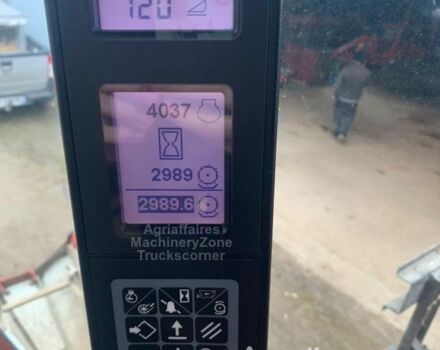 120
4037
2989
2989.6
Agriaffaires
MachineryZone
Truckscorner